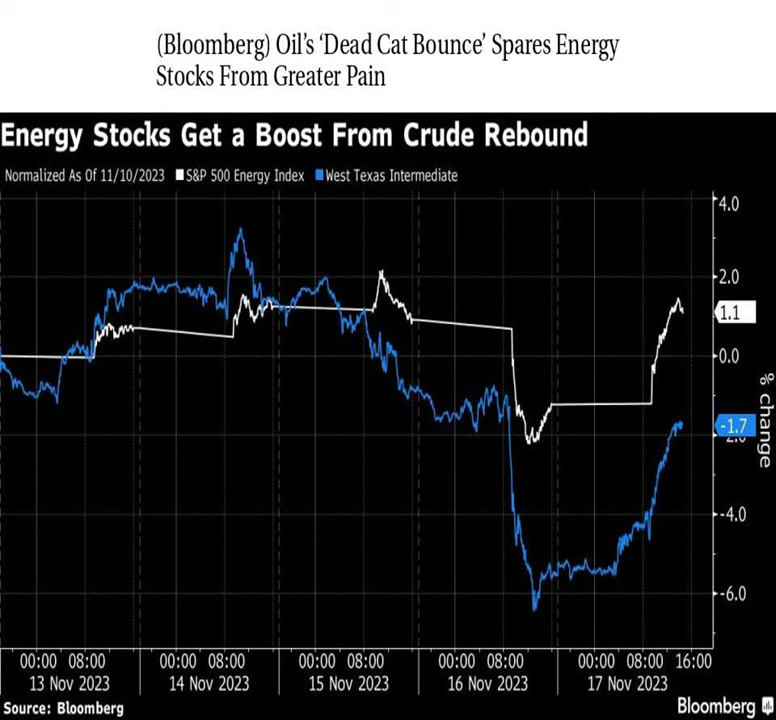 (Bloomberg) Oil's ‘Dead Cat Bounce’ Spares Energy
Stocks From Greater Pain
Energy Stocks Get a Boost From Crude Rebound
Normalized As Of 11/10/2023 S&P 500 Energy Index West Texas Intermediate
4.0
2.0
1.1
0.0
-1.7
-2.0
-4.0
-6.0
% change
00:00 08:00 00:00 08:00 00:00 08:00 00:00 08:00 00:00 08:00 16:00
13 Nov 2023 14 Nov 2023 15 Nov 2023 16 Nov 2023 17 Nov 2023
Source: Bloomberg
Bloomberg